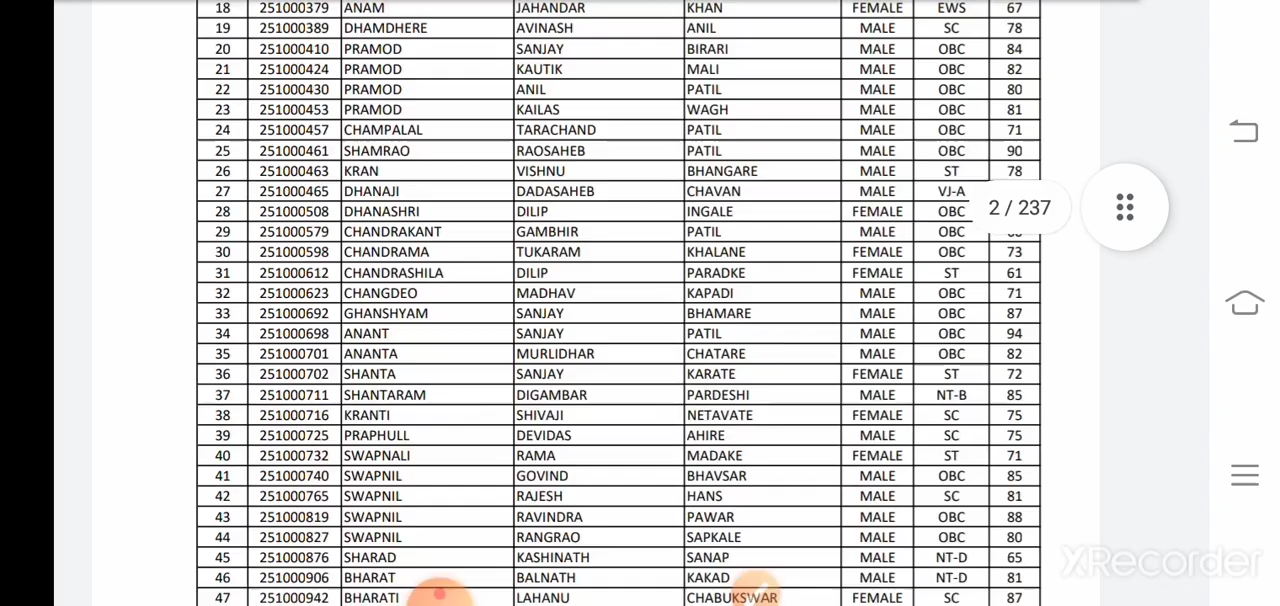 18 251000379 ANAM JAHANDAR KHAN FEMALE EWS 67
19 251000389 DHAMDHERE AVINASH ANIL MALE SC 78
20 251000410 PRAMOD SANJAY BIRARI MALE OBC 84
21 251000424 PRAMOD KAUTIK MALI MALE OBC 82
22 251000430 PRAMOD ANIL PATIL MALE OBC 80
23 251000453 PRAMOD KAILAS WAGH MALE OBC 81
24 251000457 CHAMPALAL TARACHAND PATIL MALE OBC 71
25 251000461 SHAMRAO RAOSAHEB PATIL MALE OBC 90
26 251000463 KRAN VISHNU BHANGARE MALE ST 78
27 251000465 DHANAJI DADASAHEB CHAVAN MALE VJ-A
2 / 237
28 251000508 DHANASHRI DILIP INGALE FEMALE OBC
29 251000579 CHANDRAKANT GAMBHIR PATIL MALE OBC
30 251000598 CHANDRAMA TUKARAM KHALANE FEMALE OBC 73
31 251000612 CHANDRASHILA DILIP PARADKE FEMALE ST 61
32 251000623 CHANGDEO MADHAV KAPADI MALE OBC 71
33 251000692 GHANSHYAM SANJAY BHAMARE MALE OBC 87
34 251000698 ANANT SANJAY PATIL MALE OBC 94
35 251000701 ANANTA MURLIDHAR CHATARE MALE OBC 82
36 251000702 SHANTA SANJAY KARATE FEMALE ST 72
37 251000711 SHANTARAM DIGAMBAR PARDESHI MALE NT-B 85
38 251000716 KRANTI SHIVAJI NETAVATE FEMALE SC 75
39 251000725 PRAPHULL DEVIDAS AHIRE MALE SC 75
40 251000732 SWAPNALI RAMA MADAKE FEMALE ST 71
41 251000740 SWAPNIL GOVIND BHAVSAR MALE OBC 85
42 251000765 SWAPNIL RAJESH HANS MALE SC 81
43 251000819 SWAPNIL RAVINDRA PAWAR MALE OBC 88
44 251000827 SWAPNIL RANGRAO SAPKALE MALE OBC 80
45 251000876 SHARAD KASHINATH SANAP MALE NT-D 65
XRecorder
46 251000906 BHARAT BALNATH KAKAD MALE NT-D 81
47 251000942 BHARATI LAHANU CHABUKSWAR FEMALE SC 87